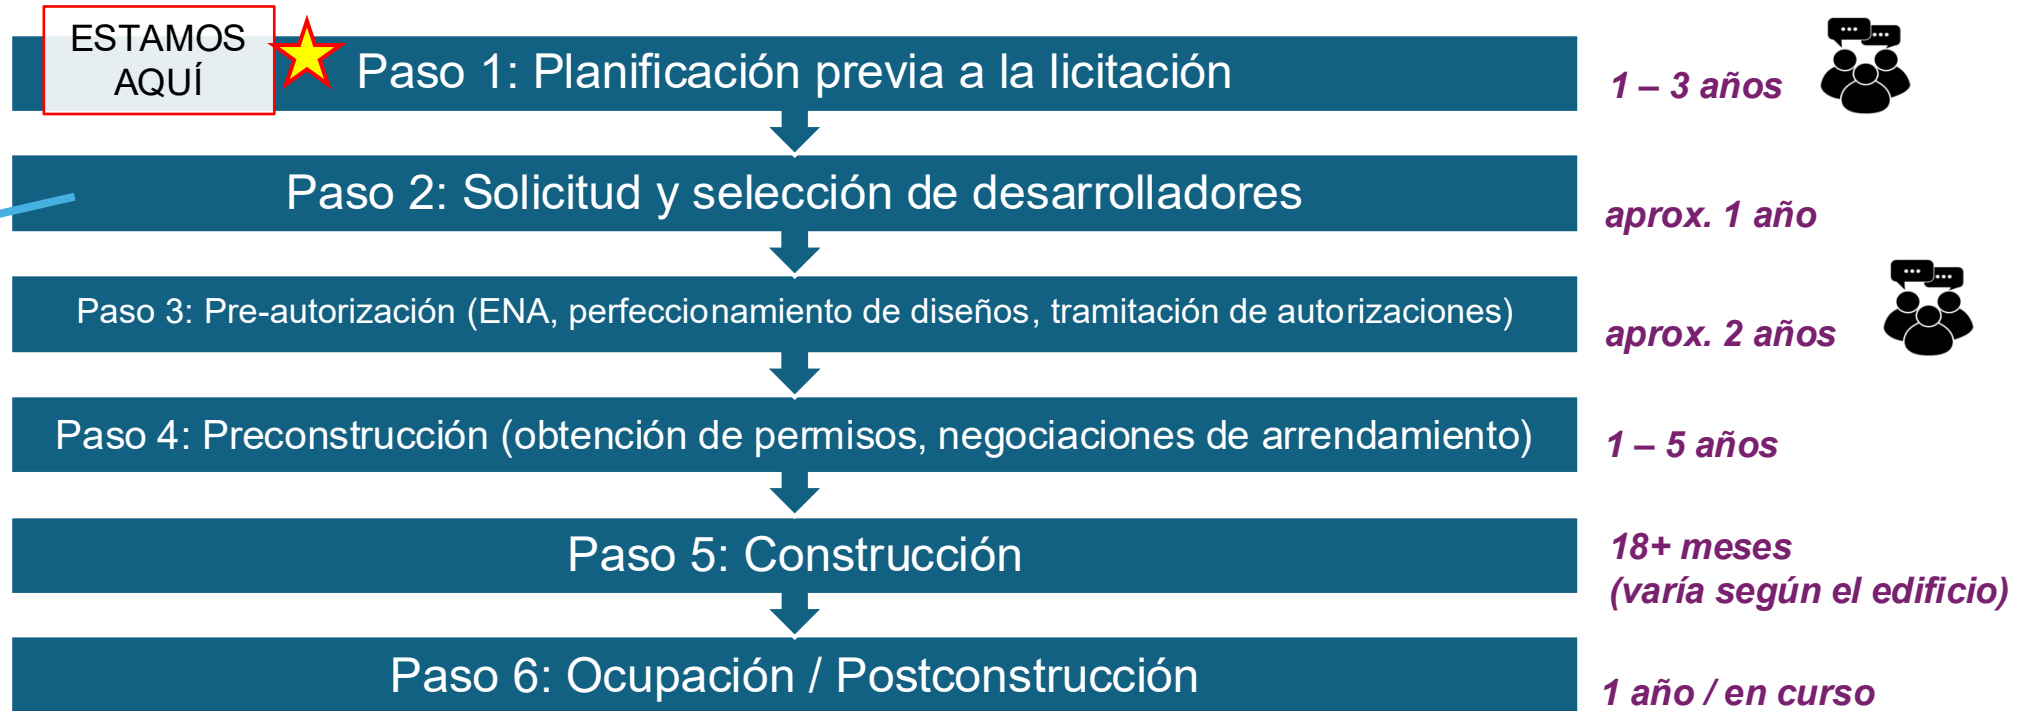 ESTAMOS
AQUÍ
Paso 1: Planificación previa a la licitación
1 – 3 años
Paso 2: Solicitud y selección de desarrolladores
aprox. 1 año
Paso 3: Pre-autorización (ENA, perfeccionamiento de diseños, tramitación de autorizaciones)
aprox. 2 años
Paso 4: Preconstrucción (obtención de permisos, negociaciones de arrendamiento)
1 – 5 años
Paso 5: Construcción
18+ meses
(varía según el edificio)
Paso 6: Ocupación / Postconstrucción
1 año / en curso